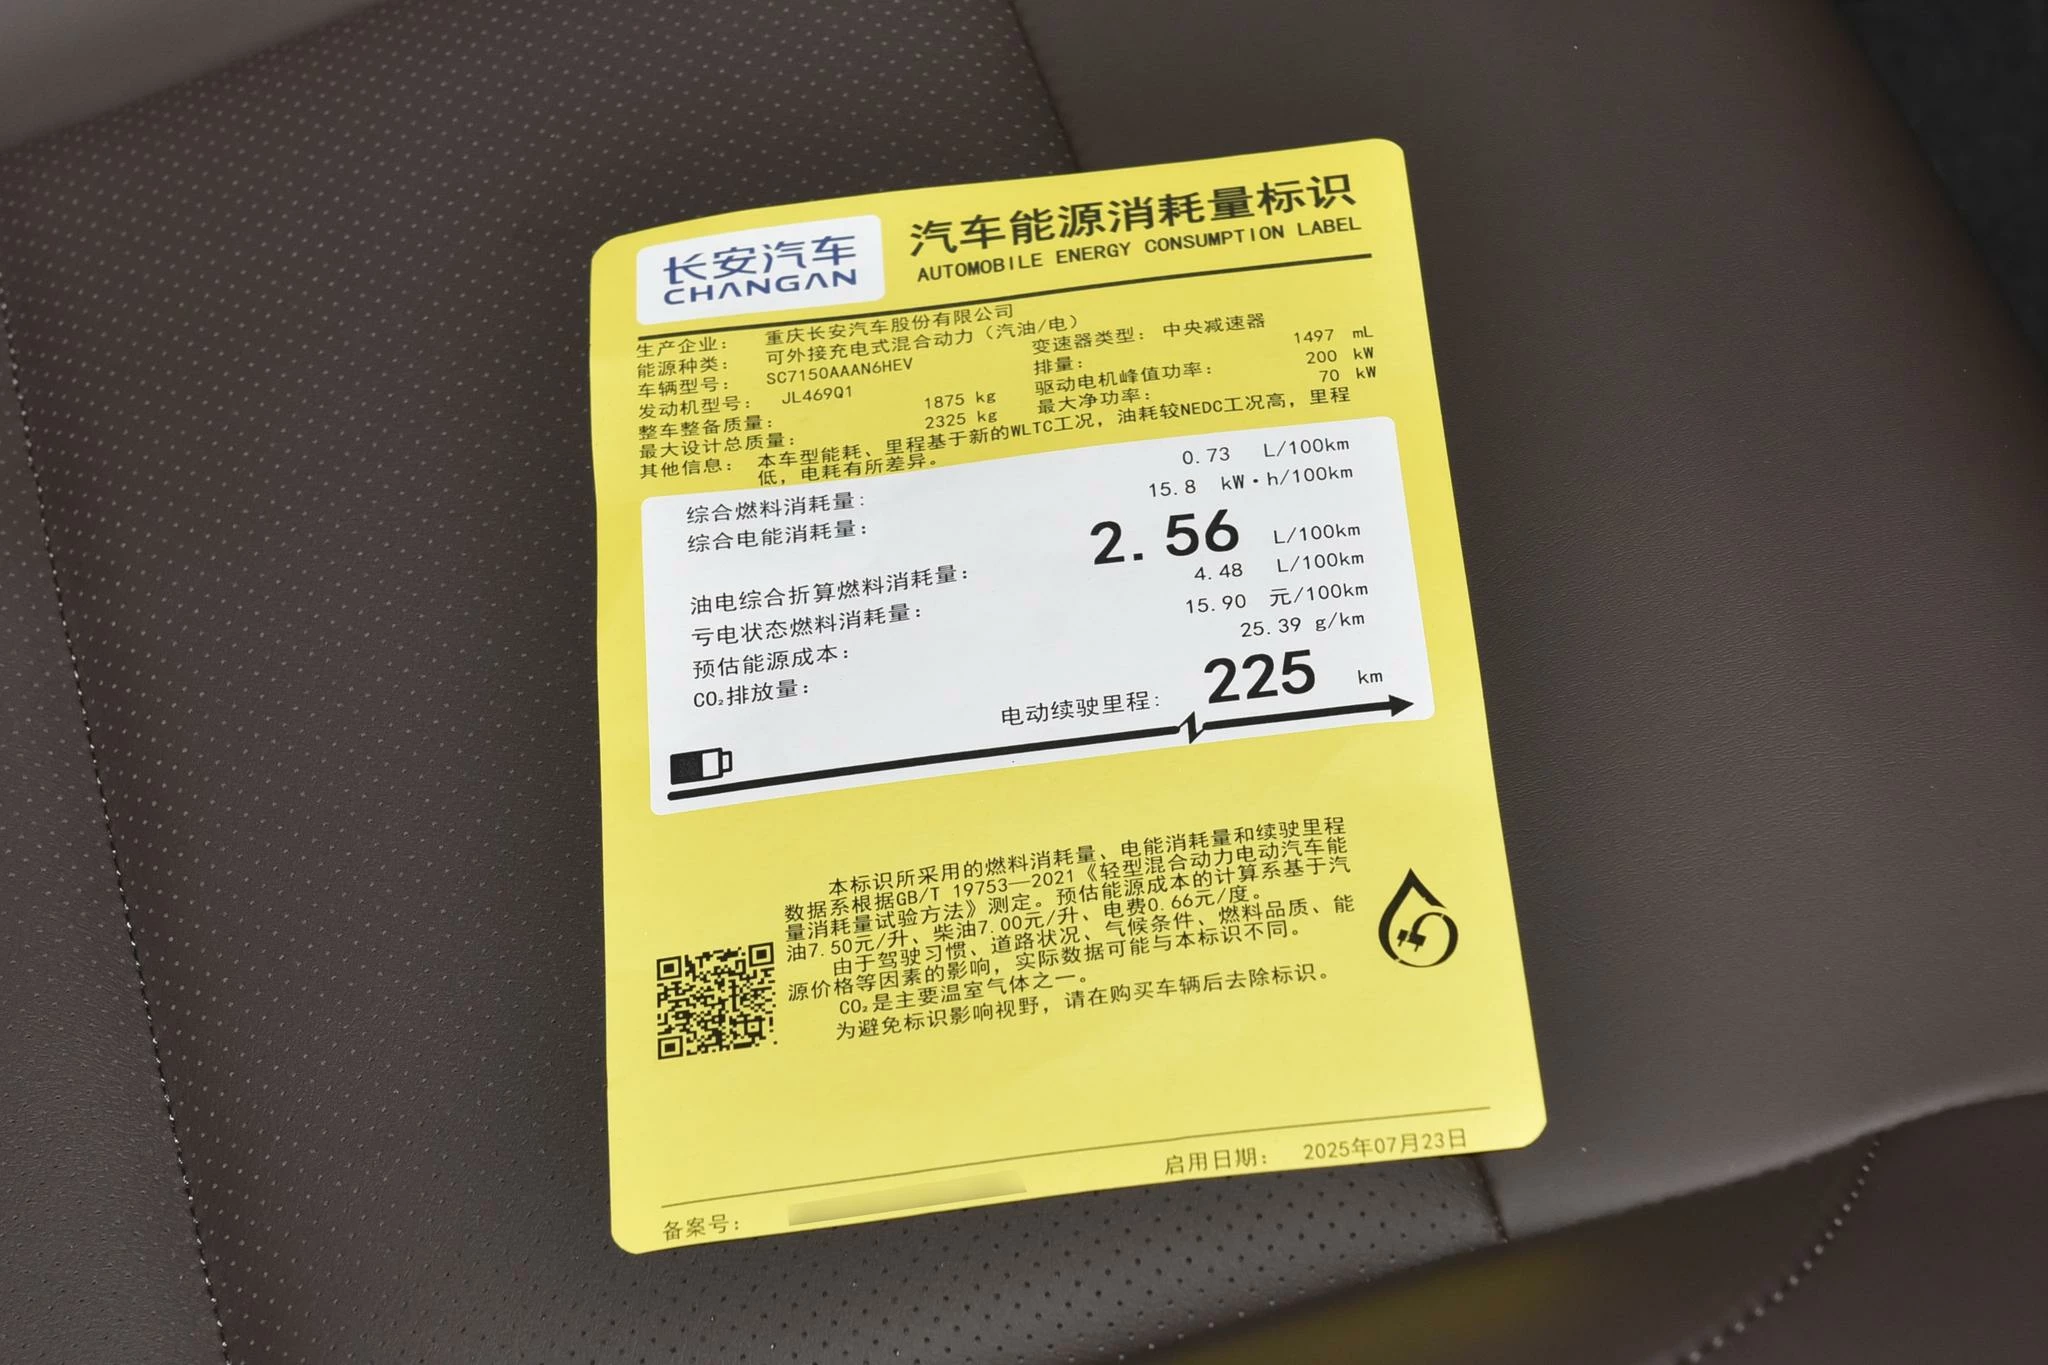 长安汽车
CHANGAN
汽车能源消耗量标识
AUTOMOBILE ENERGY CONSUMPTION LABEL
生产企业: 重庆长安汽车股份有限公司
能源种类: 可外接充电式混合动力（汽油/电）
车辆型号: SC7150AAAN6HEV 变速器类型: 中央减速器
发动机型号: JL469Q1 排量: 1497 mL
整车整备质量: 1875 kg 驱动电机峰值功率: 200 kW
最大设计总质量: 2325 kg 最大净功率: 70 kW
其他信息: 本车型能耗、里程基于新的WLTC工况，油耗较NEDC工况高，里程
低，电耗有所差异。
综合燃料消耗量: 0.73 L/100km
综合电能消耗量: 15.8 kW·h/100km
油电综合折算燃料消耗量: 2.56 L/100km
亏电状态燃料消耗量: 4.48 L/100km
预估能源成本: 15.90 元/100km
CO₂排放量: 25.39 g/km
电动续驶里程: 225 km
本标识所采用的燃料消耗量、电能消耗量和续驶里程
数据系根据GB/T 19753—2021《轻型混合动力电动汽车能
量消耗量试验方法》测定。预估能源成本的计算系基于汽
油7.50元/升、柴油7.00元/升、电费0.66元/度。
由于驾驶习惯、道路状况、气候条件、燃料品质、能
源价格等因素的影响，实际数据可能与本标识不同。
CO₂是主要温室气体之一。
为避免标识影响视野，请在购买车辆后去除标识。
启用日期: 2025年07月23日
备案号: